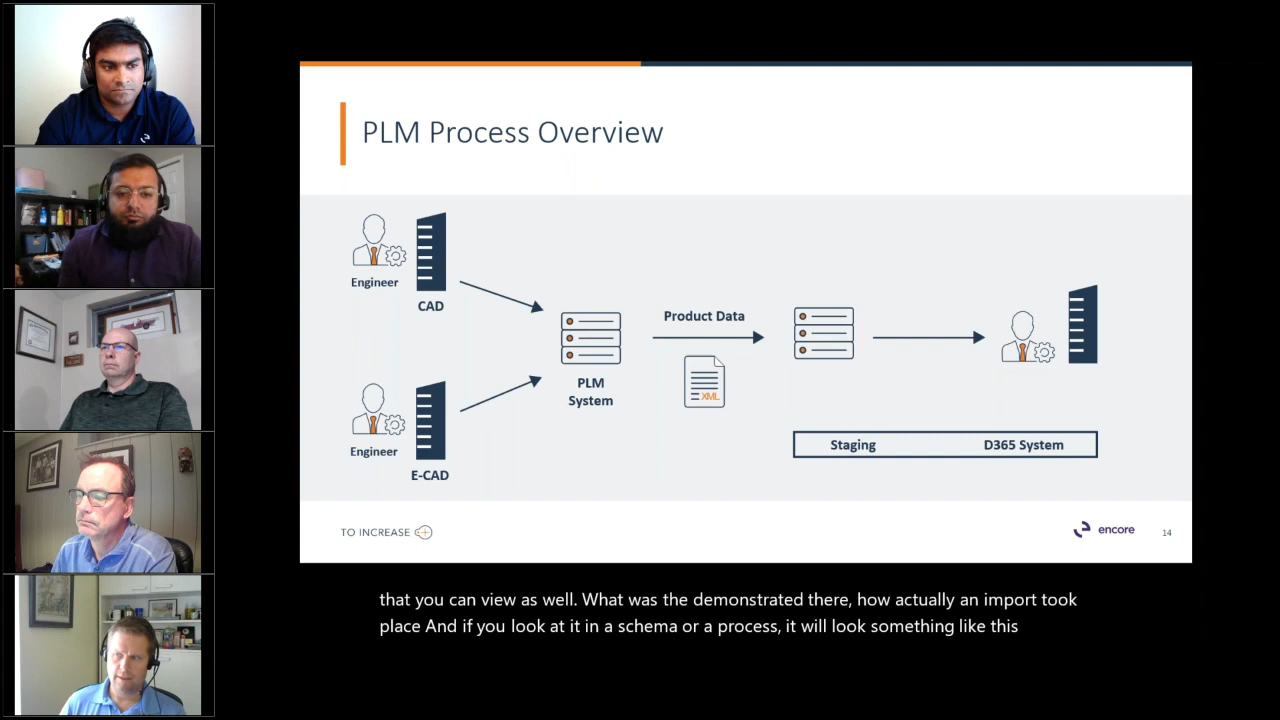 PLM Process Overview
Engineer
CAD
Product Data
XML
PLM
System
Engineer
E-CAD
Staging
D365 System
TO INCREASE
encore
14
that you can view as well. What was the demonstrated there, how actually an import took
place And if you look at it in a schema or a process, it will look something like this